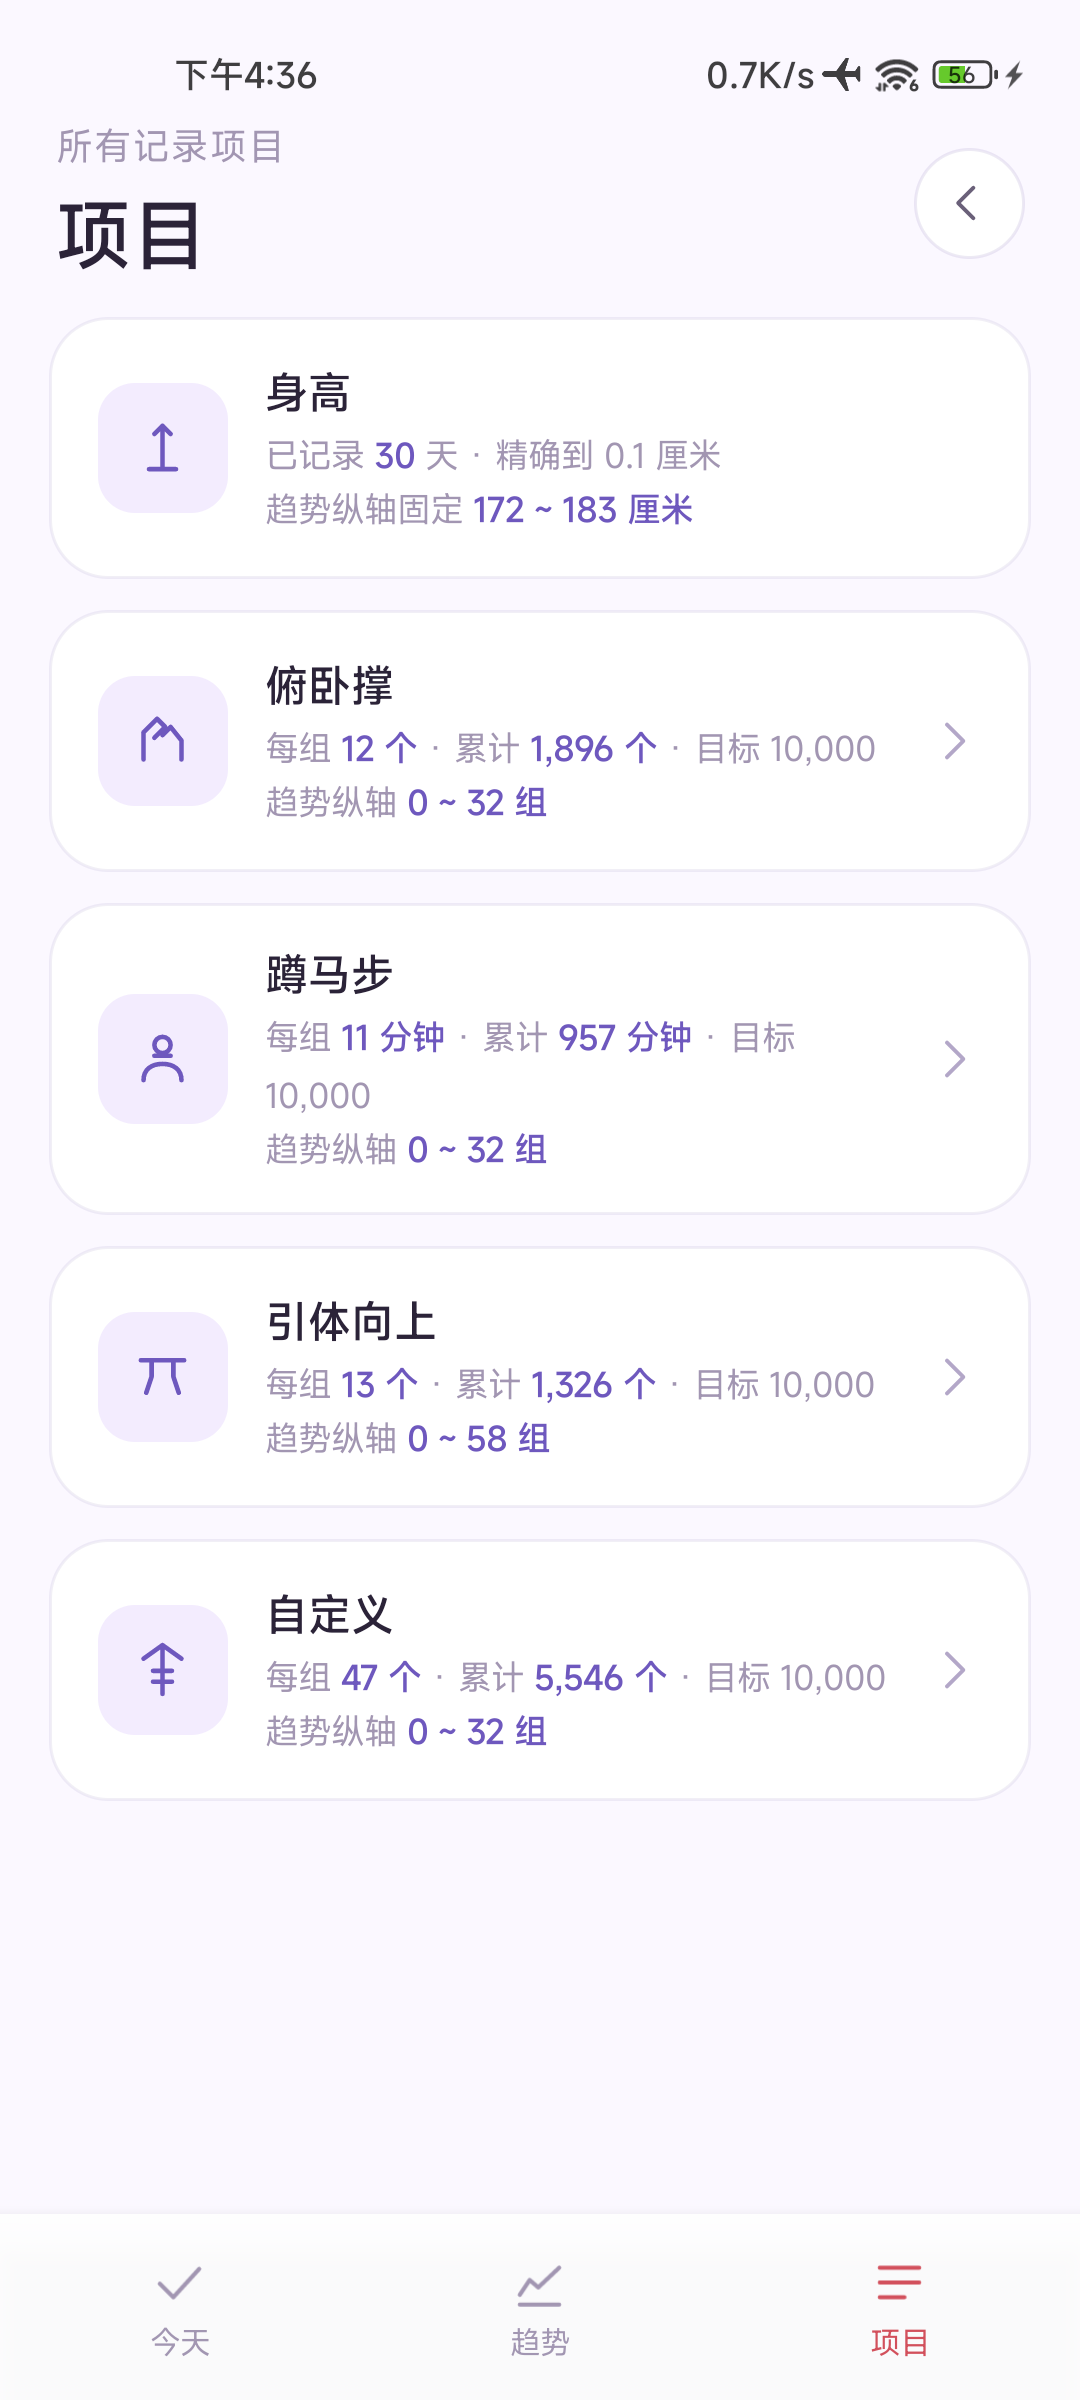 下午4:36
0.7K/s
6
56
所有记录项目
项目
身高
已记录 30 天 · 精确到 0.1 厘米
趋势纵轴固定 172 ~ 183 厘米
俯卧撑
每组 12 个 · 累计 1,896 个 · 目标 10,000
趋势纵轴 0 ~ 32 组
蹲马步
每组 11 分钟 · 累计 957 分钟 · 目标
10,000
趋势纵轴 0 ~ 32 组
引体向上
每组 13 个 · 累计 1,326 个 · 目标 10,000
趋势纵轴 0 ~ 58 组
自定义
每组 47 个 · 累计 5,546 个 · 目标 10,000
趋势纵轴 0 ~ 32 组
今天
趋势
项目